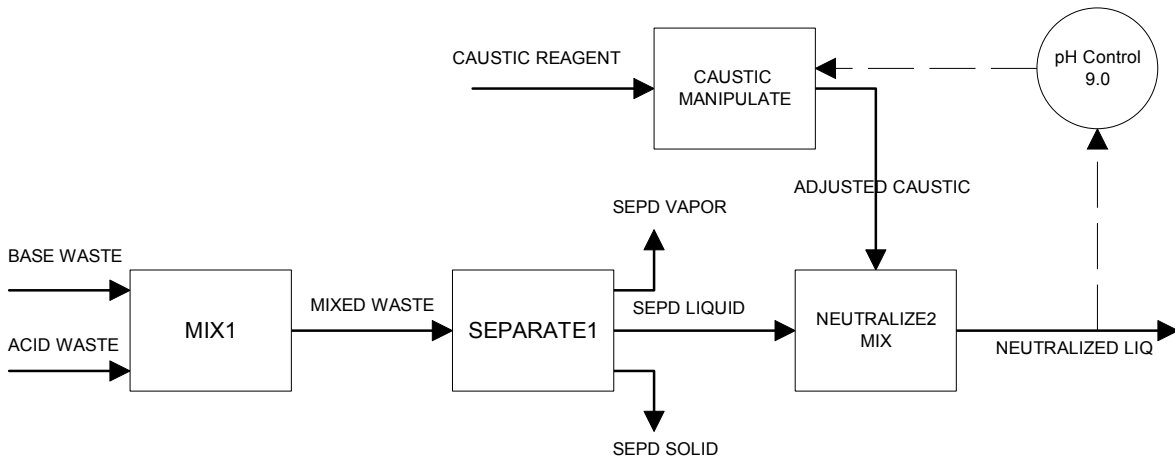 CAUSTIC REAGENT
CAUSTIC
MANIPULATE
pH Control
9.0
ADJUSTED CAUSTIC
SEPD VAPOR
BASE WASTE
ACID WASTE
MIX1
MIXED WASTE
SEPARATE1
SEPD LIQUID
NEUTRALIZE2
MIX
NEUTRALIZED LIQ
SEPD SOLID